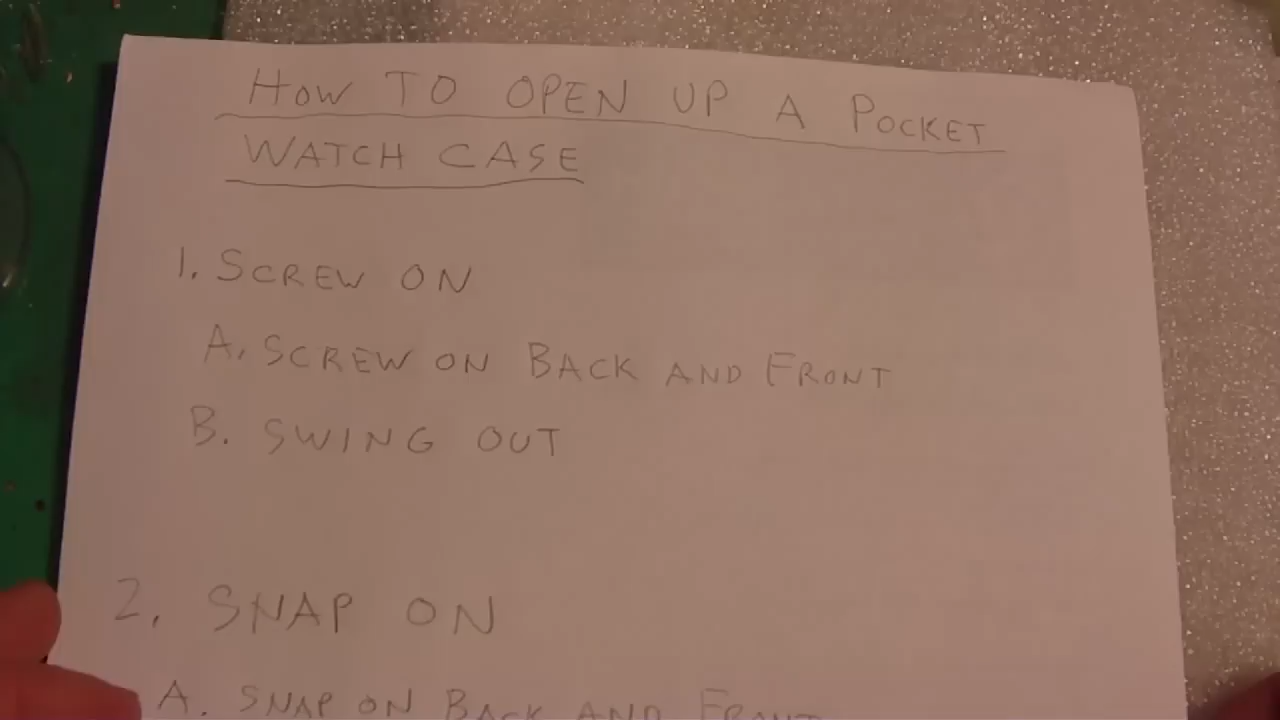 HOW TO OPEN UP A POCKET
WATCH CASE
1. SCREW ON
A. SCREW ON BACK AND FRONT
B. SWING OUT
2. SNAP ON
A. SNAP ON BACK AND FRONT